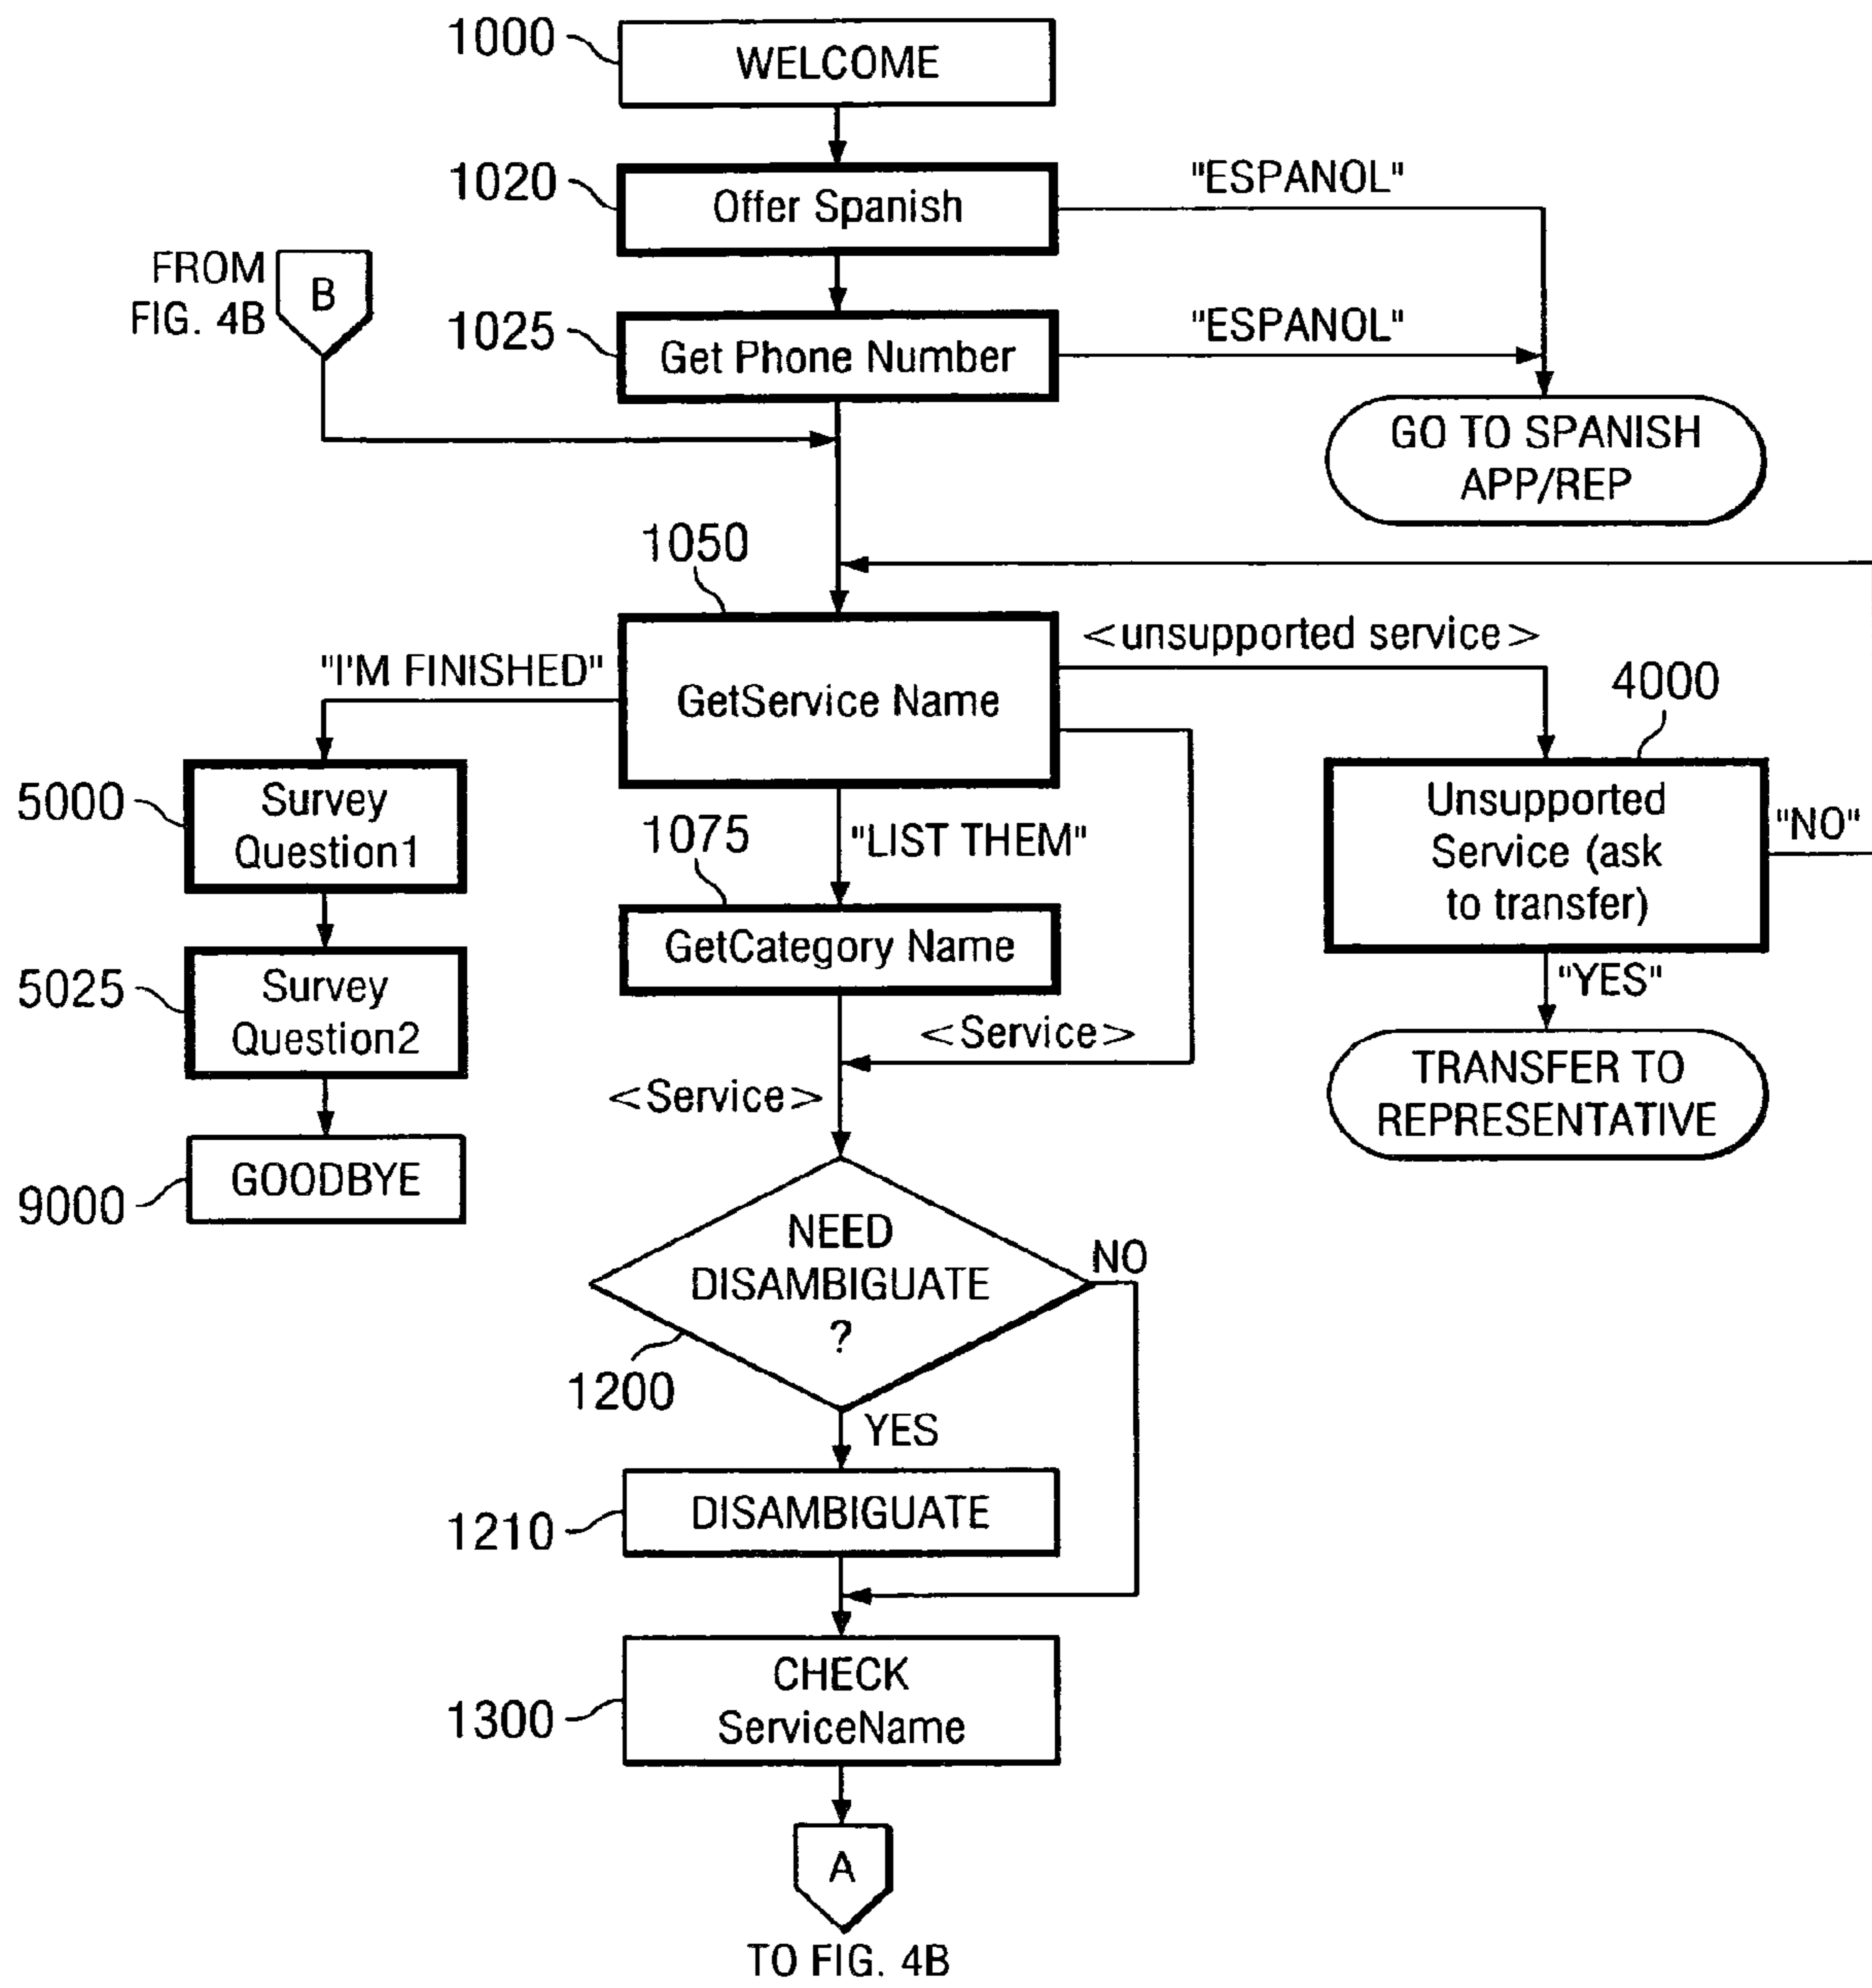 1000
WELCOME
1020
Offer Spanish
"ESPANOL"
FROM
FIG. 4B
B
1025
Get Phone Number
"ESPANOL"
GO TO SPANISH
APP/REP
1050
GetService Name
<unsupported service>
"I'M FINISHED"
4000
Unsupported
Service (ask
to transfer)
"NO"
5000
Survey
Question1
1075
"LIST THEM"
GetCategory Name
5025
Survey
Question2
"YES"
<Service>
<Service>
TRANSFER TO
REPRESENTATIVE
9000
GOODBYE
NEED
DISAMBIGUATE
?
NO
1200
YES
1210
DISAMBIGUATE
1300
CHECK
ServiceName
A
TO FIG. 4B